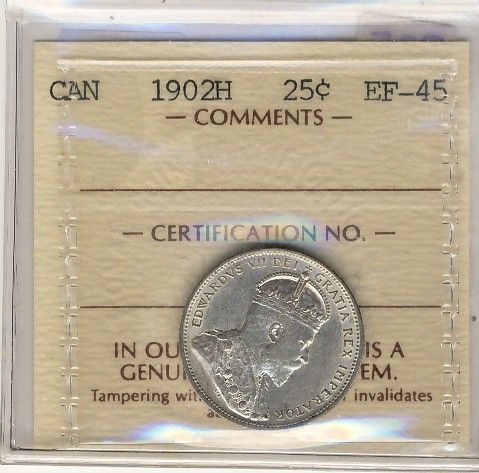 CAN 1902H 25¢ EF-45
— COMMENTS —
— CERTIFICATION NO. —
EDWARDVS VII DEI GRATIA REX IMPERATOR
IN OU IS A
GENUI EM.
Tampering wit invalidates